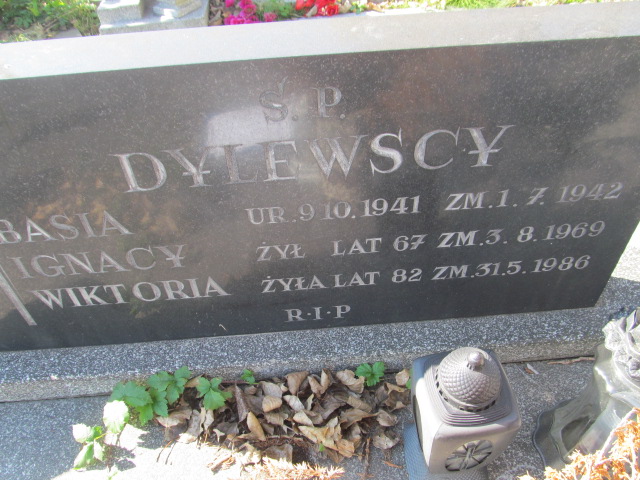 Ś. P.
DYLEWSCY
BASIA UR. 9.10.1941 ZM. 1. 7. 1942
IGNACY ŻYŁ LAT 67 ZM. 3. 8. 1969
WIKTORIA ŻYŁA LAT 82 ZM. 31.5.1986
R·I·P